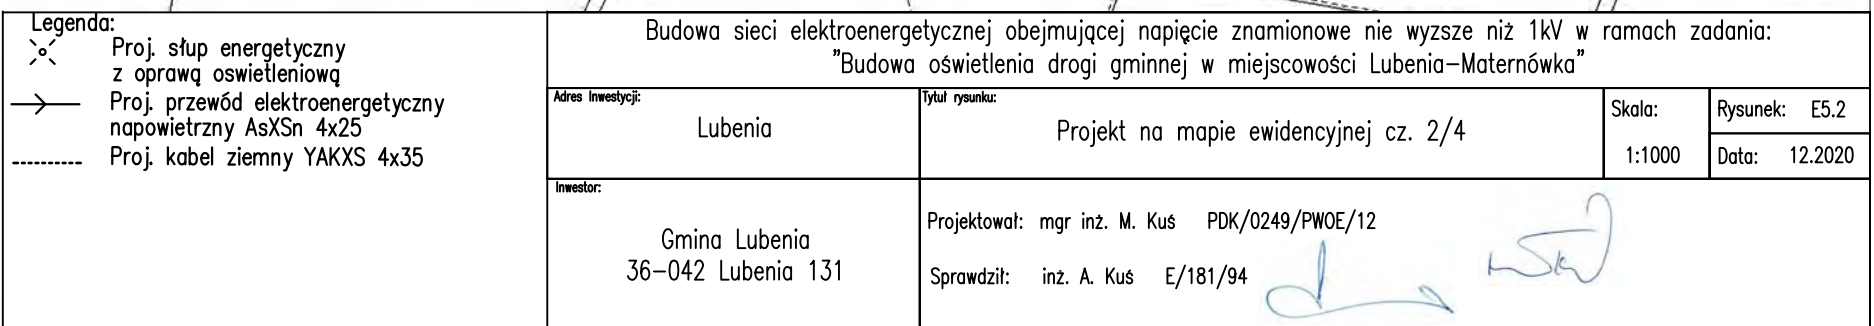 Legenda:
Proj. słup energetyczny
z oprawą oswietleniową
Proj. przewód elektroenergetyczny
napowietrzny AsXSn 4x25
Proj. kabel ziemny YAKXS 4x35
Budowa sieci elektroenergetycznej obejmującej napięcie znamionowe nie wyzsze niż 1kV w ramach zadania:
"Budowa oświetlenia drogi gminnej w miejscowości Lubenia-Maternówka"
Adres Inwestycji:
Lubenia
Tytuł rysunku:
Projekt na mapie ewidencyjnej cz. 2/4
Skala:
1:1000
Rysunek: E5.2
Data: 12.2020
Inwestor:
Gmina Lubenia
36-042 Lubenia 131
Projektował: mgr inż. M. Kuś PDK/0249/PWOE/12
Sprawdził: inż. A. Kuś E/181/94